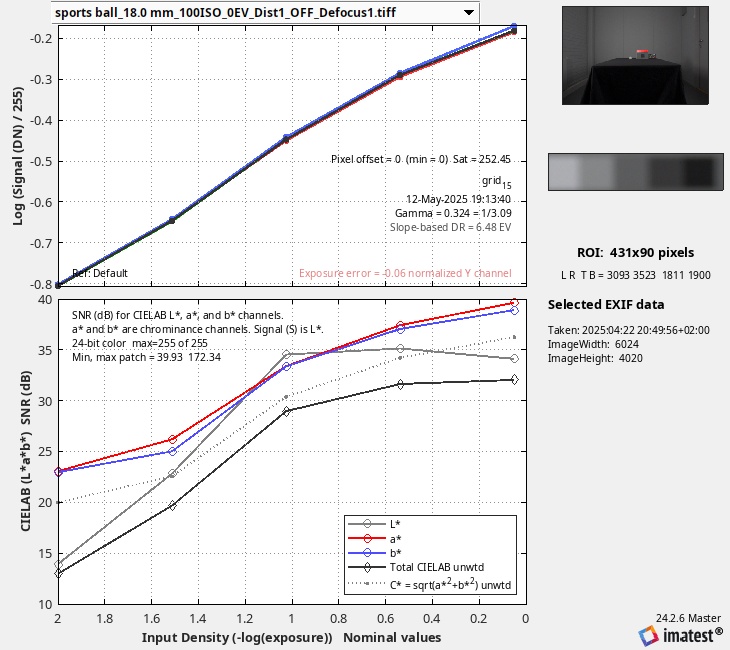 sports ball_18.0 mm_100ISO_0EV_Dist1_OFF_Defocus1.tiff
Log (Signal (DN) / 255)
-0.2
-0.3
-0.4
-0.5
-0.6
-0.7
-0.8
Pixel offset = 0 (min = 0) Sat = 252.45
grid15
12-May-2025 19:13:40
Gamma = 0.324 = 1/3.09
Slope-based DR = 6.48 EV
Ref: Default
Exposure error = -0.06 normalized Y channel
ROI: 431x90 pixels
L R T B = 3093 3523 1811 1900
Selected EXIF data
Taken: 2025:04:22 20:49:56+02:00
ImageWidth: 6024
ImageHeight: 4020
CIELAB (L*a*b*) SNR (dB)
40
35
30
25
20
15
10
SNR (dB) for CIELAB L*, a*, and b* channels.
a* and b* are chrominance channels. Signal (S) is L*.
24-bit color max=255 of 255
Min, max patch = 39.93 172.34
L*
a*
b*
Total CIELAB unwtd
C* = sqrt(a*2+b*2) unwtd
2 1.8 1.6 1.4 1.2 1 0.8 0.6 0.4 0.2 0
Input Density (-log(exposure)) Nominal values
24.2.6 Master
imatest®